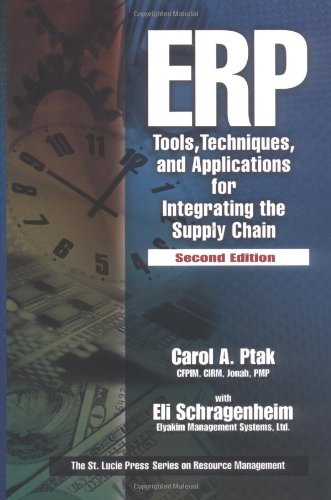 ERP
Tools, Techniques,
and Applications
for
Integrating the
Supply Chain
Second Edition
Carol A. Ptak
CFPIM, CIRM, Jonah, PMP
with
Eli Schragenheim
Elyakim Management Systems, Ltd.
The St. Lucie Press Series on Resource Management